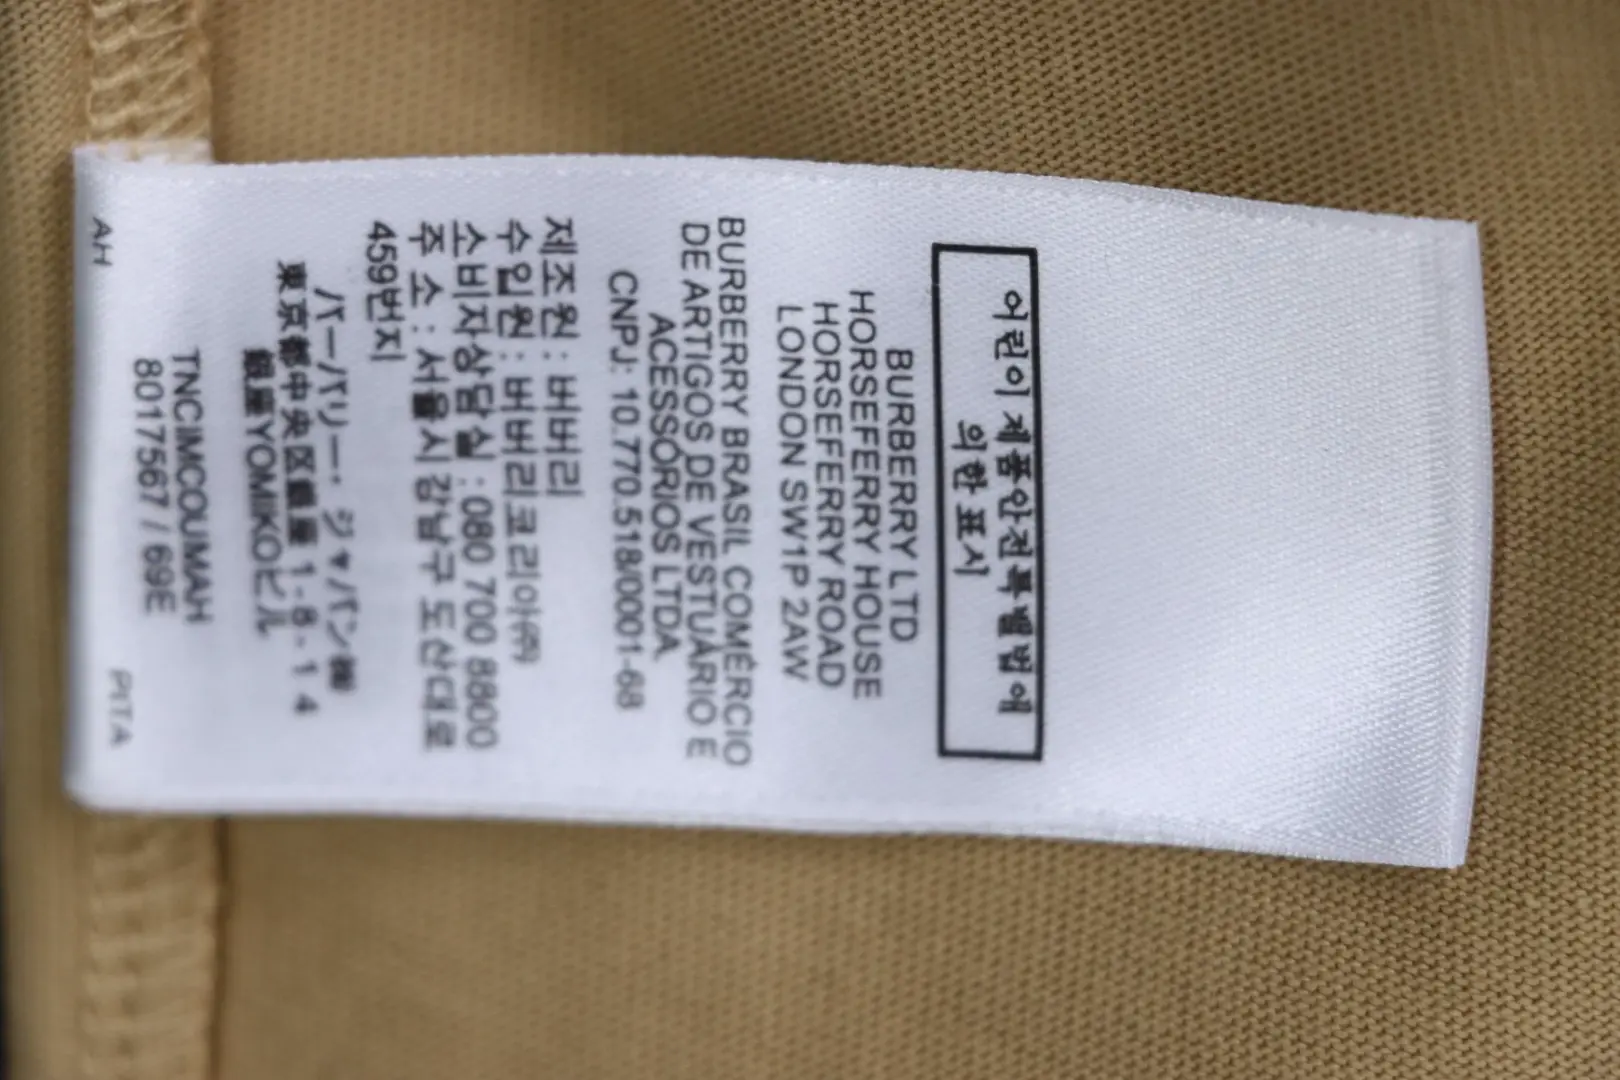 어린이제품안전특별법에
의한 표시
BURBERRY LTD
HORSEFERRY HOUSE
HORSEFERRY ROAD
LONDON SW1P 2AW
BURBERRY BRASIL COMÉRCIO
DE ARTIGOS DE VESTUÁRIO E
ACESSÓRIOS LTDA
CNPJ: 10.770.518/0001-68
제조원 : 버버리
수입원 : 버버리코리아㈜
소비자상담실 : 080 700 8800
주 소 : 서울시 강남구 도산대로
459번지
バーバリー・ジャパン㈱
東京都中央区銀座 1 - 8 - 1 4
銀座YOMIKOビル
TNCIMCOUMAH
8017567 / 69E
AH PITA